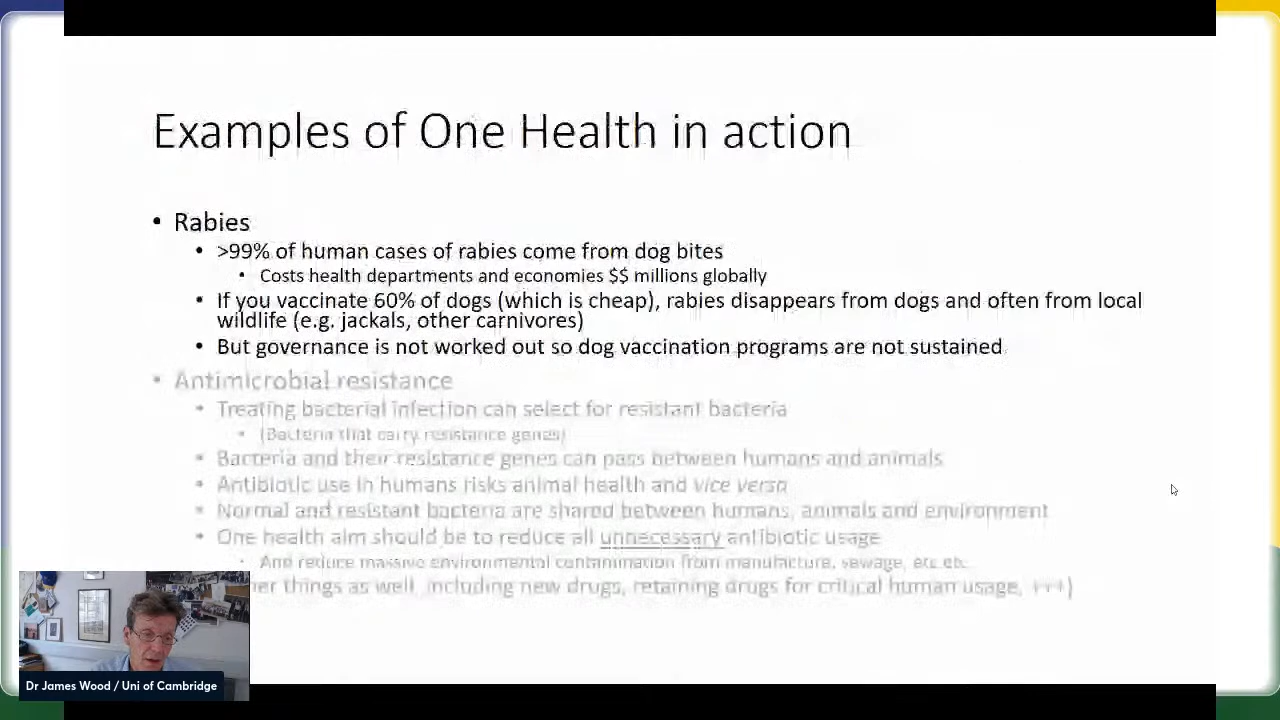 Examples of One Health in action
• Rabies
• >99% of human cases of rabies come from dog bites
• Costs health departments and economies $$ millions globally
• If you vaccinate 60% of dogs (which is cheap), rabies disappears from dogs and often from local
wildlife (e.g. jackals, other carnivores)
• But governance is not worked out so dog vaccination programs are not sustained
• Antimicrobial resistance
• Treating bacterial infection can select for resistant bacteria
• (Bacteria that carry resistance genes)
• Bacteria and their resistance genes can pass between humans and animals
• Antibiotic use in humans risks animal health and vice versa
• Normal and resistant bacteria are shared between humans, animals and environment
• One health aim should be to reduce all unnecessary antibiotic usage
• And reduce massive environmental contamination from manufacture, sewage, etc etc
things as well, including new drugs, retaining drugs for critical human usage, +++)
Dr James Wood / Uni of Cambridge